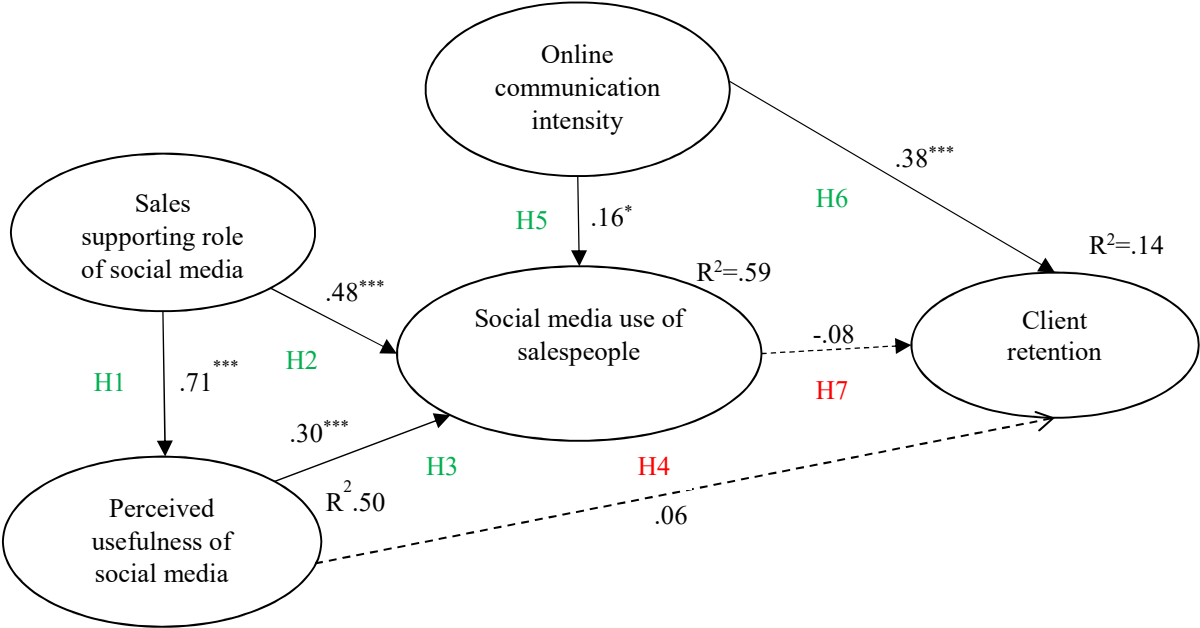 Online
communication
intensity
.38***
H6
Sales
supporting role
of social media
H5
.16*
R²=.14
R²=.59
.48***
Social media use of
salespeople
Client
retention
-.08
H1
.71***
H2
H7
.30***
H3
H4
R².50
.06
Perceived
usefulness of
social media